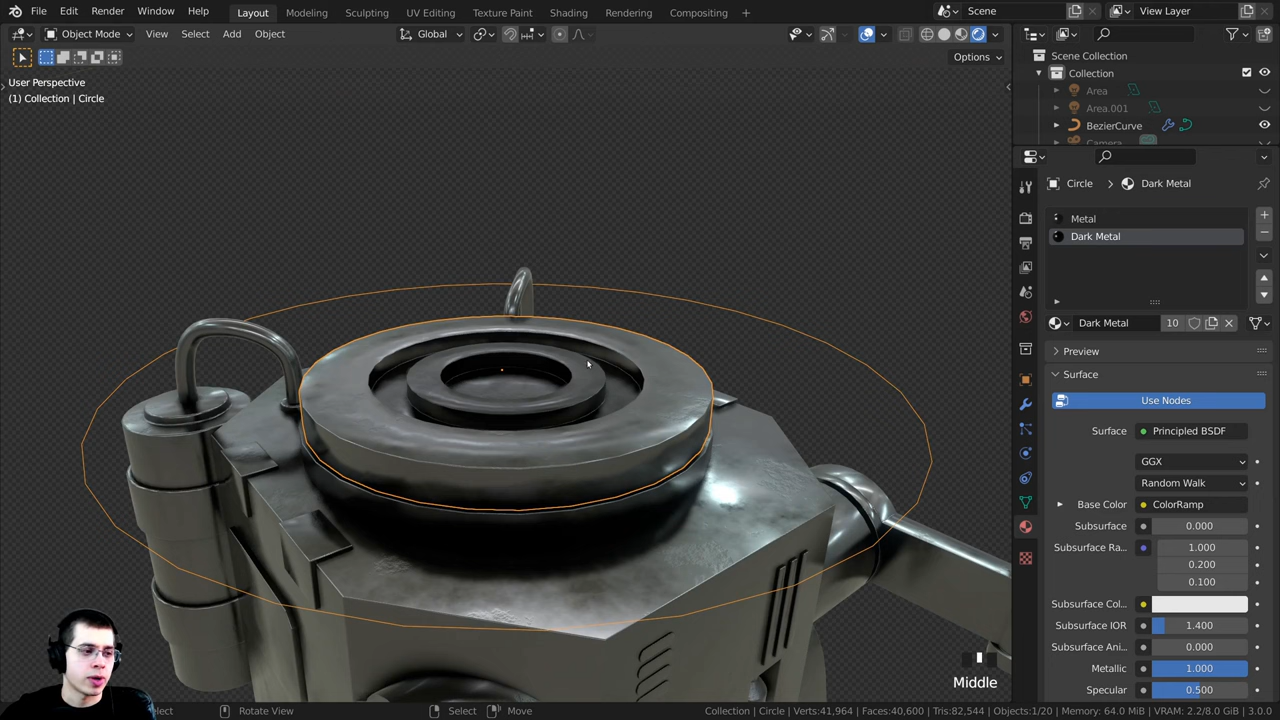 File Edit Render Window Help
Layout Modeling Sculpting UV Editing Texture Paint Shading Rendering Compositing +
Scene
View Layer
Object Mode View Select Add Object
Global
Options
User Perspective
(1) Collection | Circle
Scene Collection
Collection
Area
Area.001
BezierCurve
Camera
Circle > Dark Metal
Metal
Dark Metal
Dark Metal 10
Preview
Surface
Use Nodes
Surface Principled BSDF
GGX
Random Walk
Base Color ColorRamp
Subsurface 0.000
Subsurface Ra... 1.000
0.200
0.100
Subsurface Col...
Subsurface IOR 1.400
Subsurface Ani... 0.000
Metallic 1.000
Specular 0.500
Middle
Rotate View
Select
Move
Collection | Circle | Verts:41,964 | Faces:40,600 | Tris:82,544 | Objects:1/20 | Memory: 64.0 MiB | VRAM: 2.2/8.0 GiB | 3.0.0